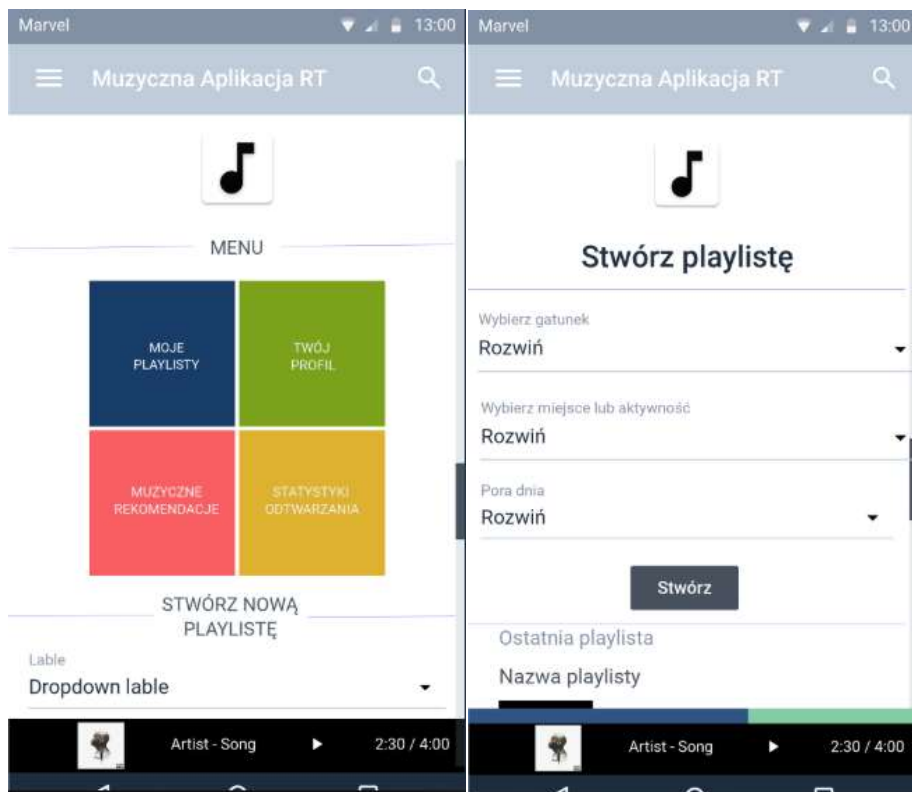 Marvel 13:00
Muzyczna Aplikacja RT
MENU
MOJE
PLAYLISTY
TWÓJ
PROFIL
MUZYCZNE
REKOMENDACJE
STATYSTYKI
ODTWARZANIA
STWÓRZ NOWĄ
PLAYLISTĘ
Lable
Dropdown lable
Artist - Song 2:30 / 4:00
Marvel 13:00
Muzyczna Aplikacja RT
Stwórz playlistę
Wybierz gatunek
Rozwiń
Wybierz miejsce lub aktywność
Rozwiń
Pora dnia
Rozwiń
Stwórz
Ostatnia playlista
Nazwa playlisty
Artist - Song 2:30 / 4:00